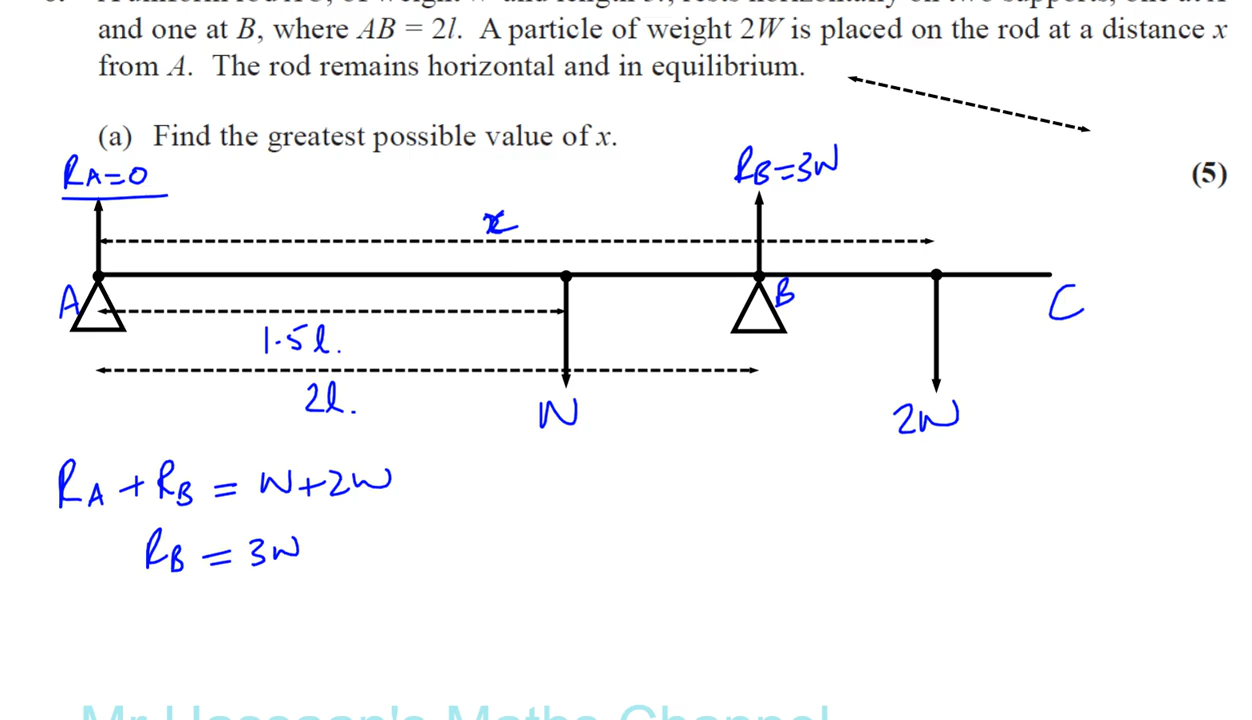 and one at B, where AB = 2l. A particle of weight 2W is placed on the rod at a distance x
from A. The rod remains horizontal and in equilibrium.
(a) Find the greatest possible value of x.
(5)
RA=0
RB=3W
x
A
B
C
1.5l.
2l.
W
2W
RA + RB = W+2W
RB = 3W